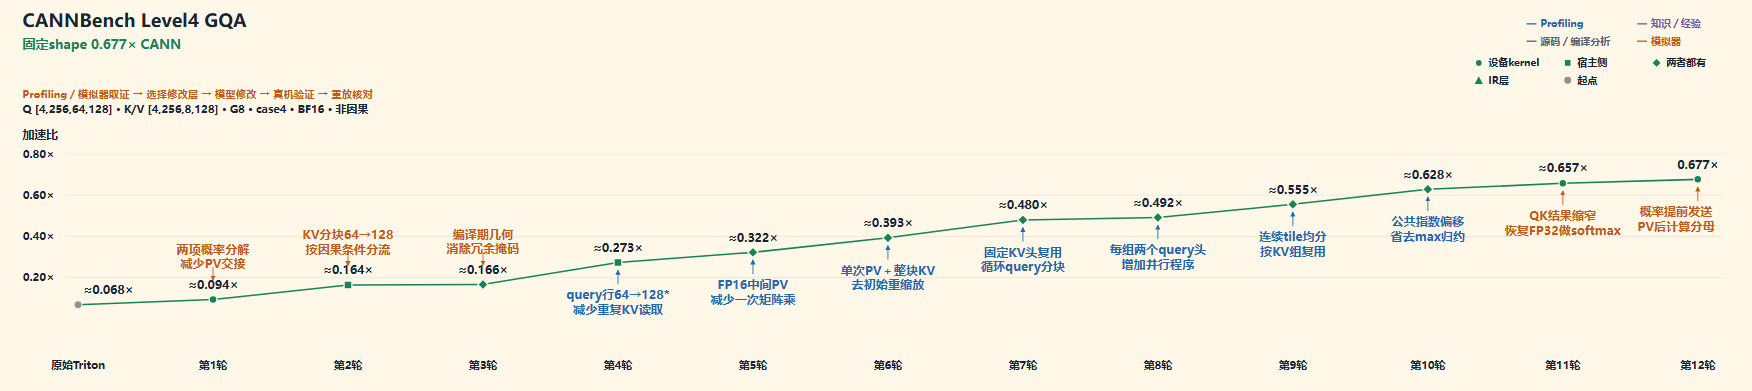 CANNBench Level4 GQA
固定shape 0.677× CANN
Profiling
知识 / 经验
源码 / 编译分析
模拟器
设备kernel
宿主侧
两者都有
IR层
起点
Profiling / 模拟器取证 → 选择修改层 → 模型修改 → 真机验证 → 重放核对
Q [4,256,64,128] • K/V [4,256,8,128] • G8 • case4 • BF16 • 非因果
加速比
0.80×
0.60×
0.40×
0.20×
≈0.068×
两项概率分解
减少PV交接
≈0.094×
KV分块64→128
按因果条件分流
≈0.164×
编译期几何
消除冗余掩码
≈0.166×
≈0.273×
query行64→128*
减少重复KV读取
≈0.322×
FP16中间PV
减少一次矩阵乘
≈0.393×
单次PV + 整块KV
去初始重缩放
≈0.480×
固定KV头复用
循环query分块
≈0.492×
每组两个query头
增加并行程序
≈0.555×
连续tile均分
按KV组复用
≈0.628×
公共指数偏移
省去max归约
≈0.657×
QK结果缩窄
恢复FP32做softmax
0.677×
概率提前发送
PV后计算分母
原始Triton
第1轮
第2轮
第3轮
第4轮
第5轮
第6轮
第7轮
第8轮
第9轮
第10轮
第11轮
第12轮